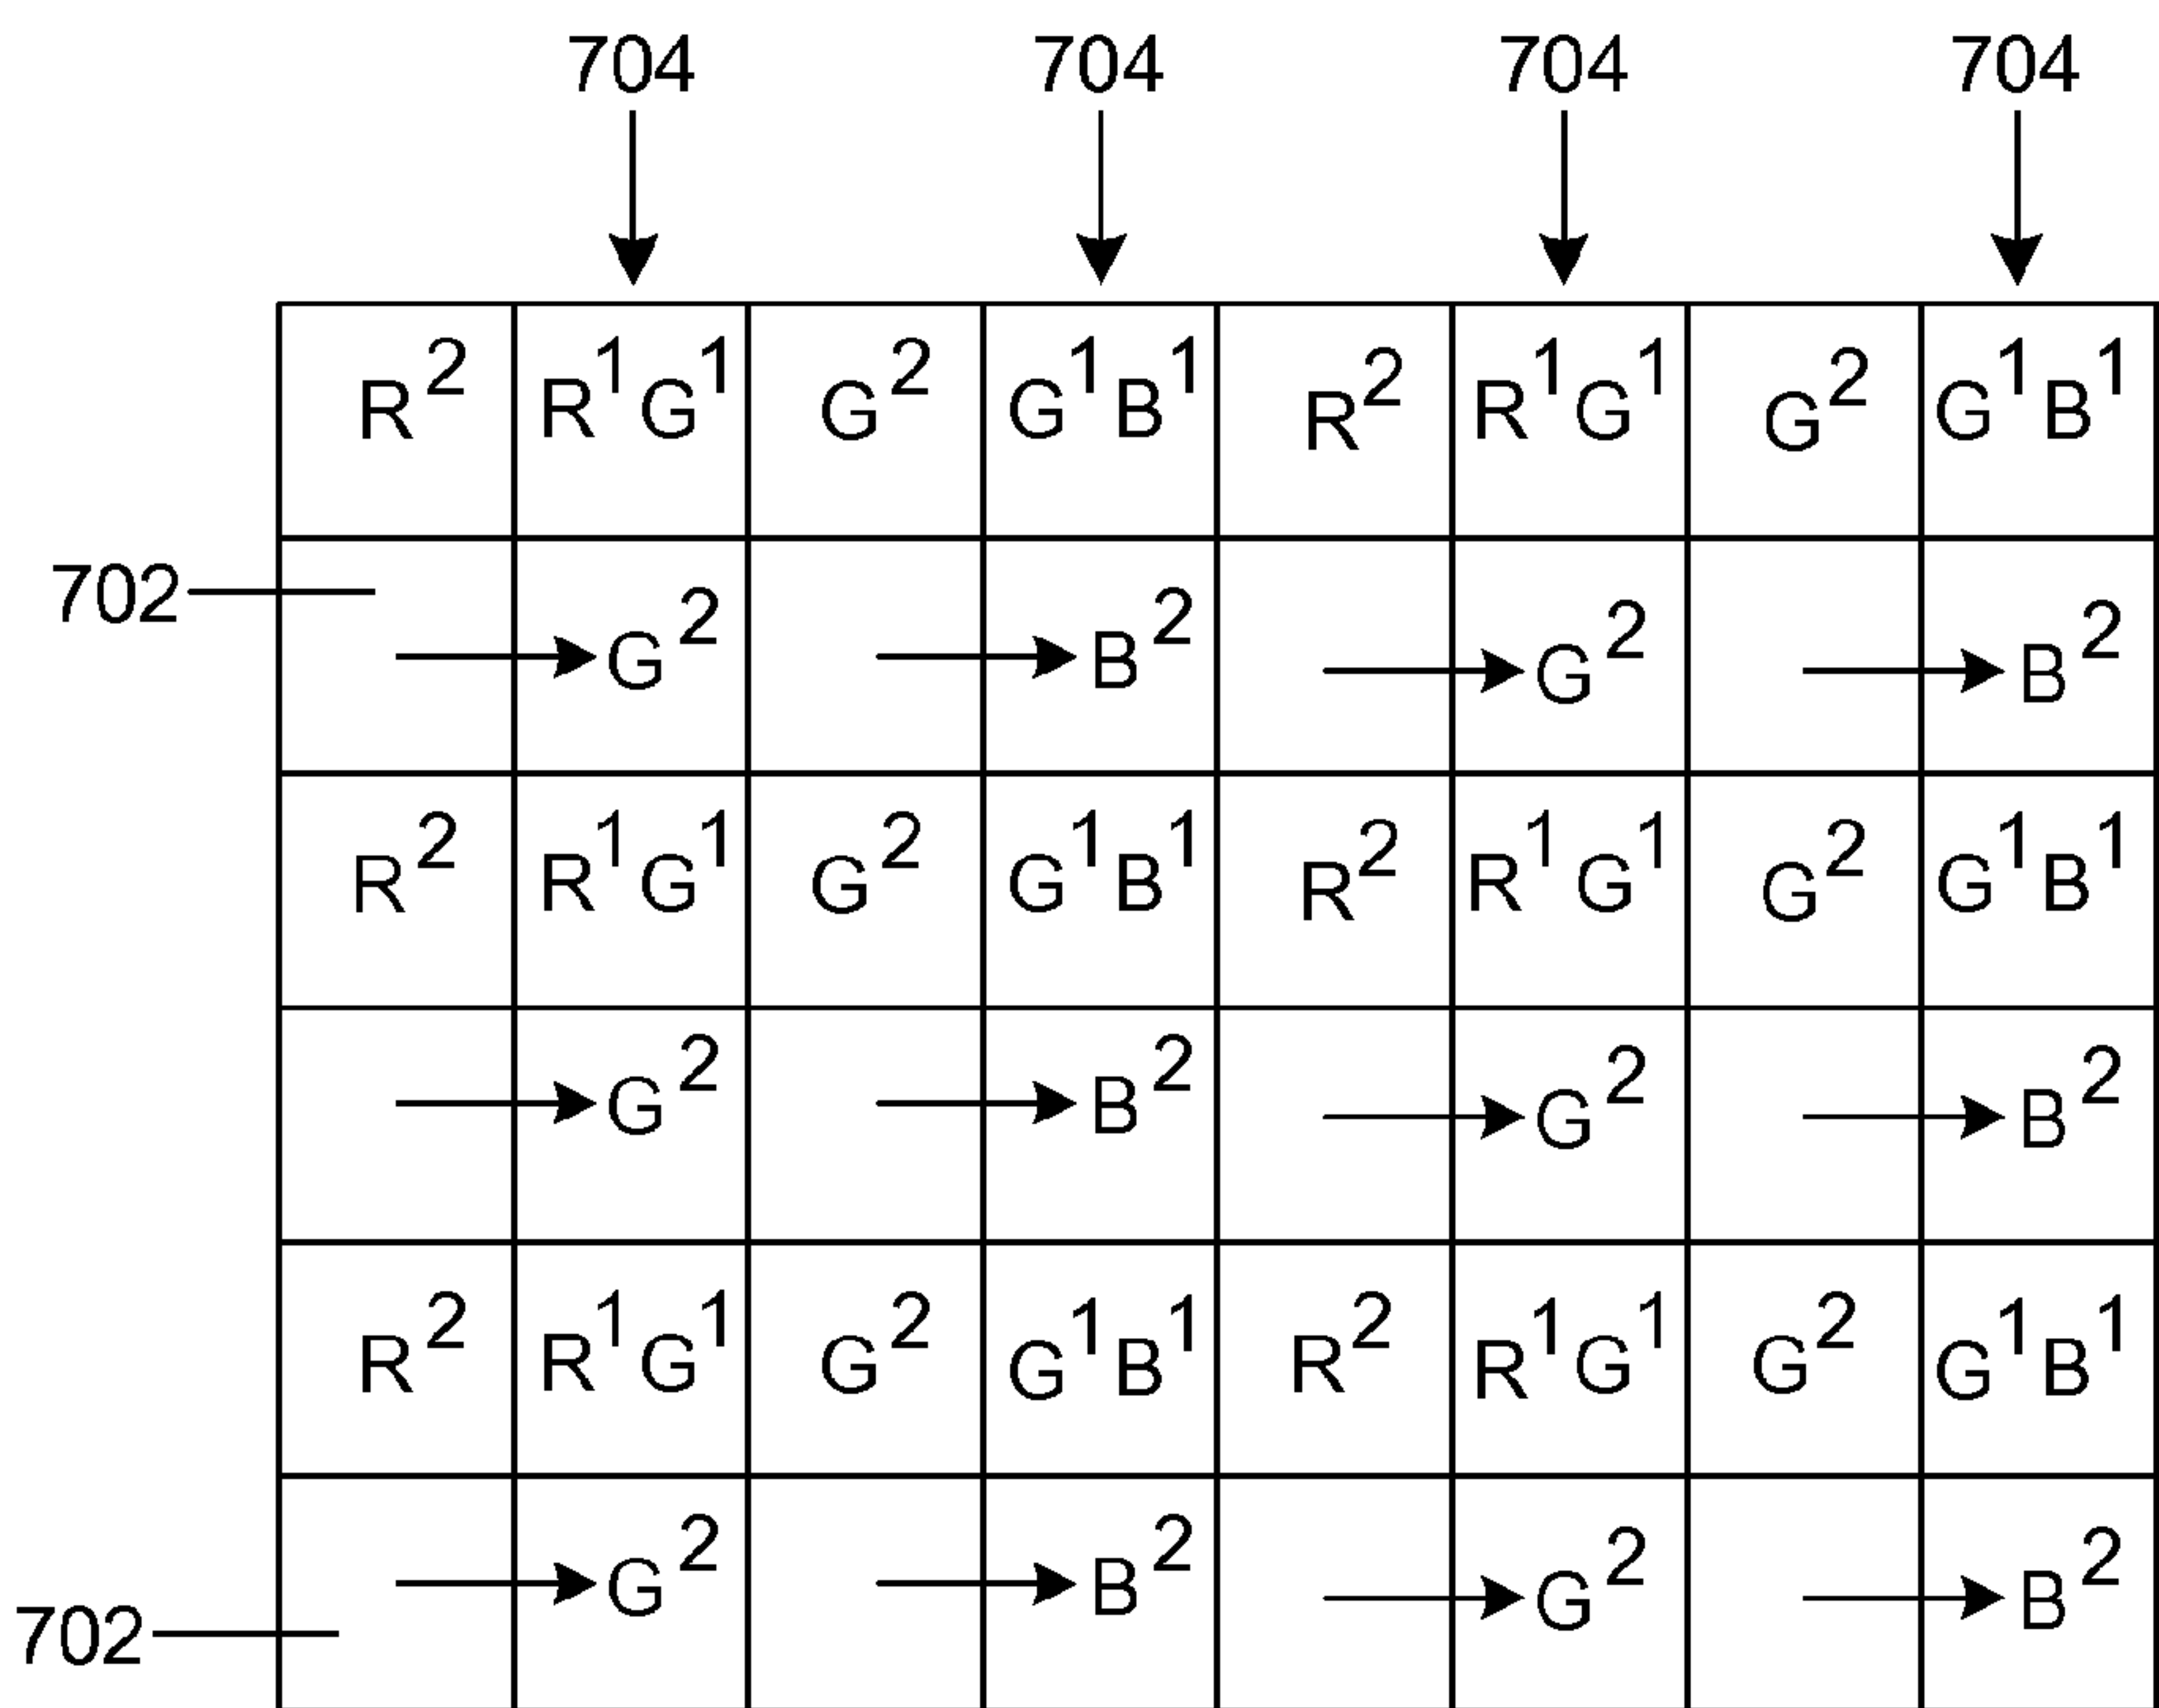 704 704 704 704
R² R¹G¹ G² G¹B¹ R² R¹G¹ G² G¹B¹
702 G² B² G² B²
R² R¹G¹ G² G¹B¹ R² R¹G¹ G² G¹B¹
G² B² G² B²
R² R¹G¹ G² G¹B¹ R² R¹G¹ G² G¹B¹
702 G² B² G² B²